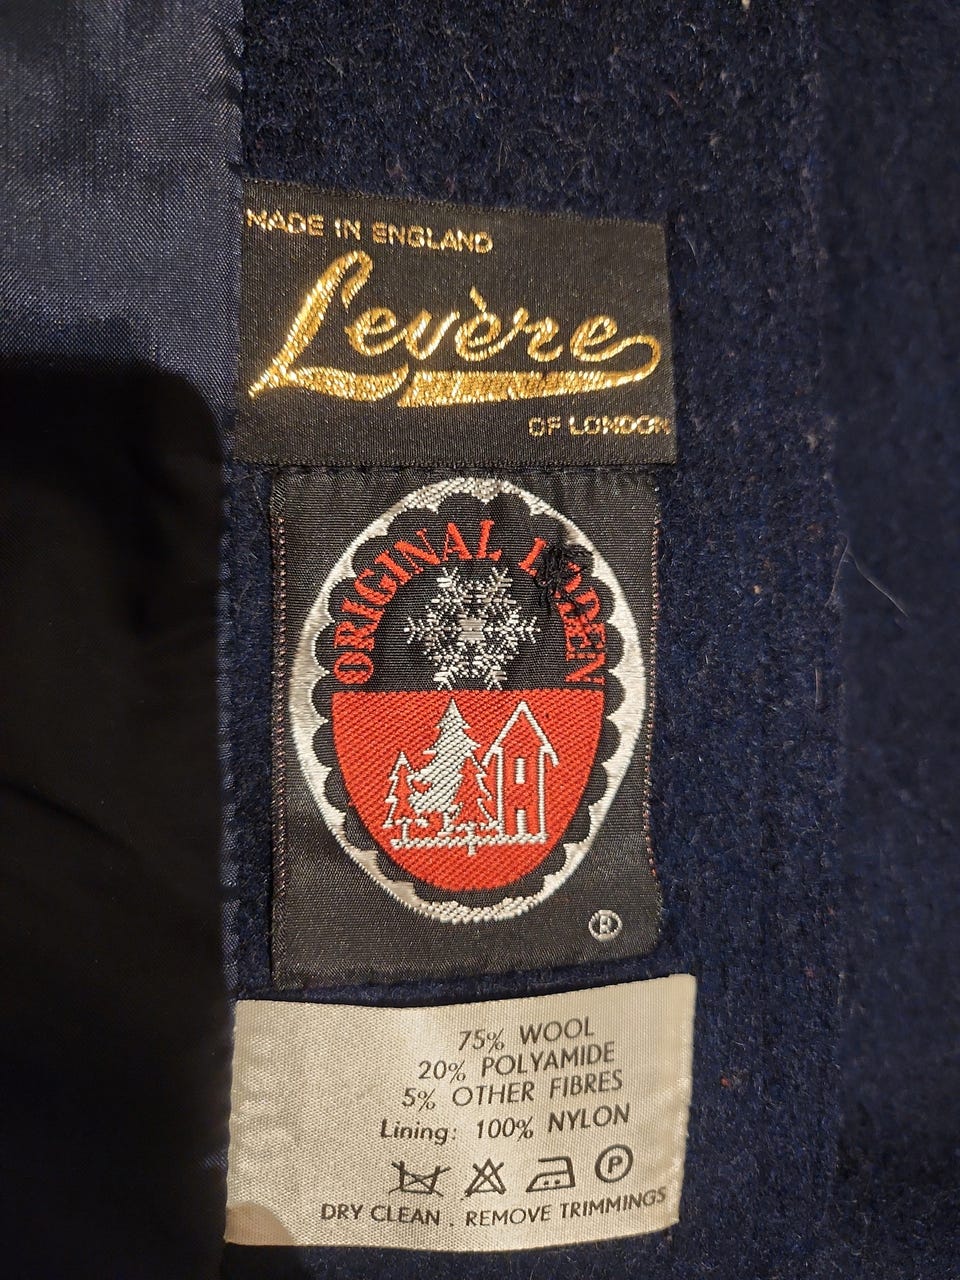 MADE IN ENGLAND
Levère
OF LONDON
ORIGINAL
®
75% WOOL
20% POLYAMIDE
5% OTHER FIBRES
Lining: 100% NYLON
P
DRY CLEAN . REMOVE TRIMMINGS